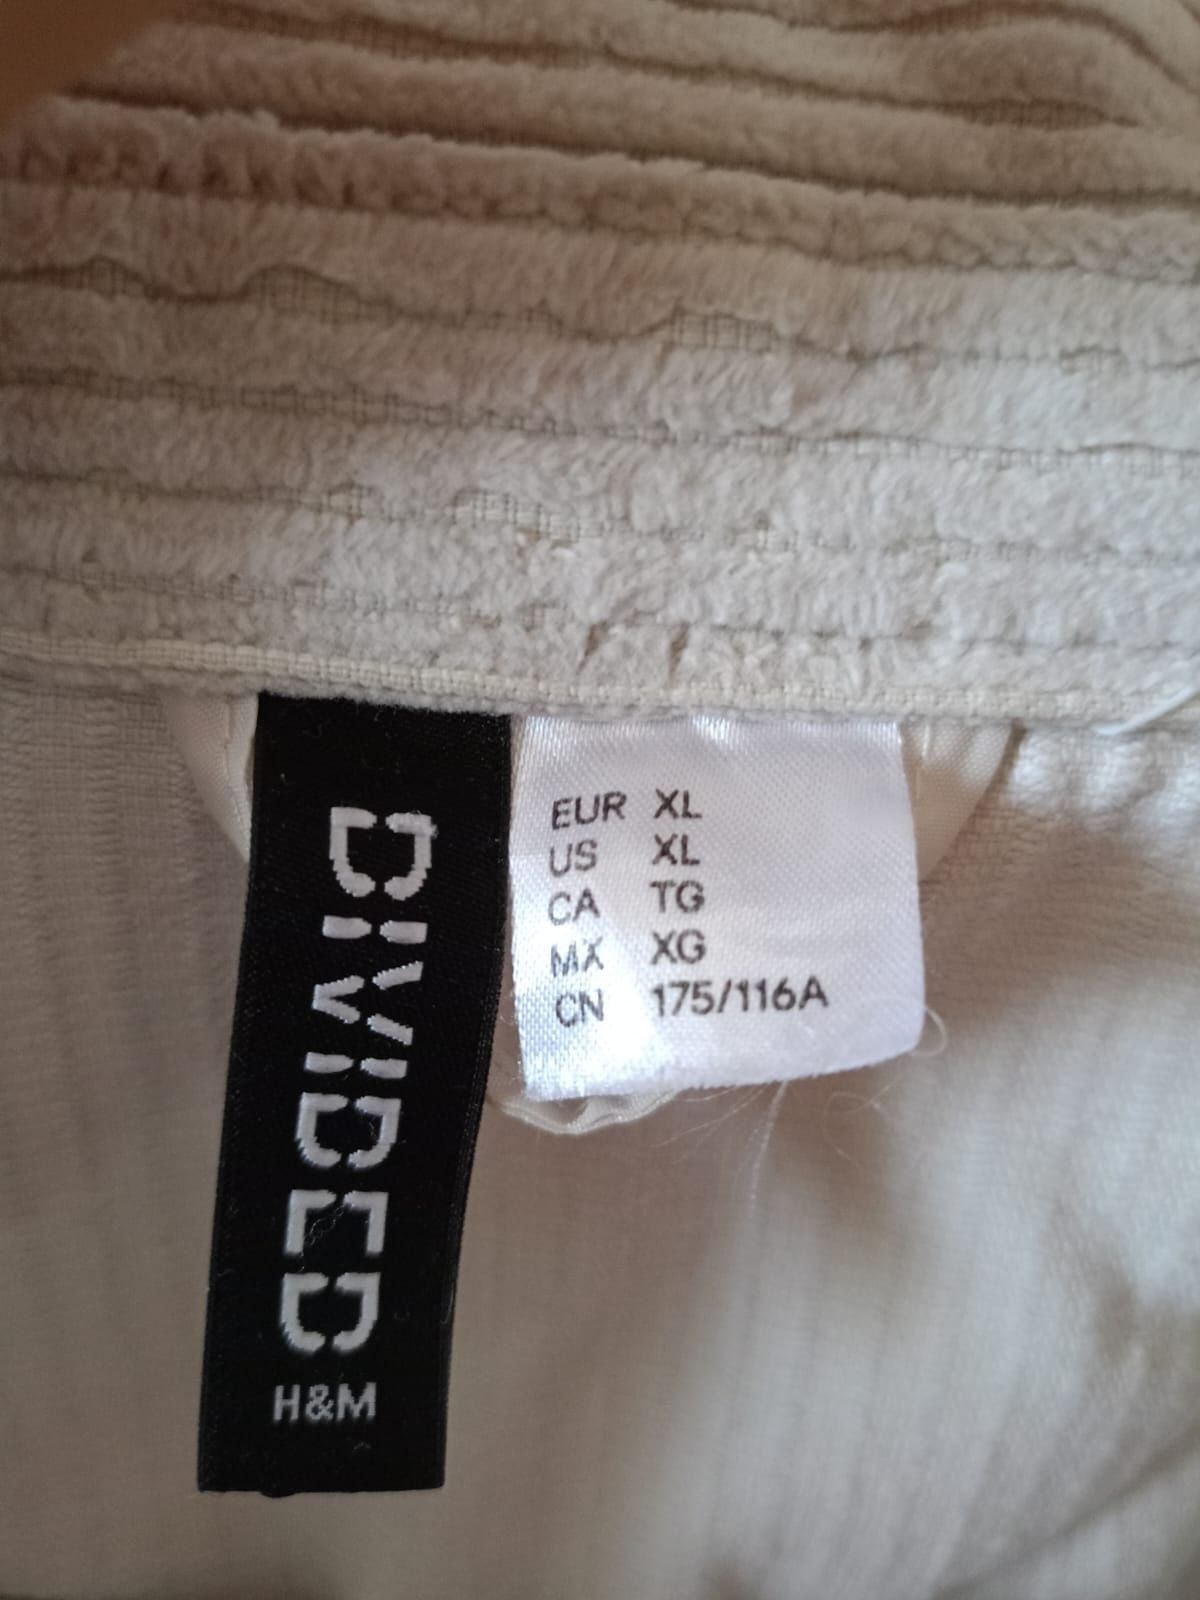 DIVIDED
H&M
EUR XL
US XL
CA TG
MX XG
CN 175/116A